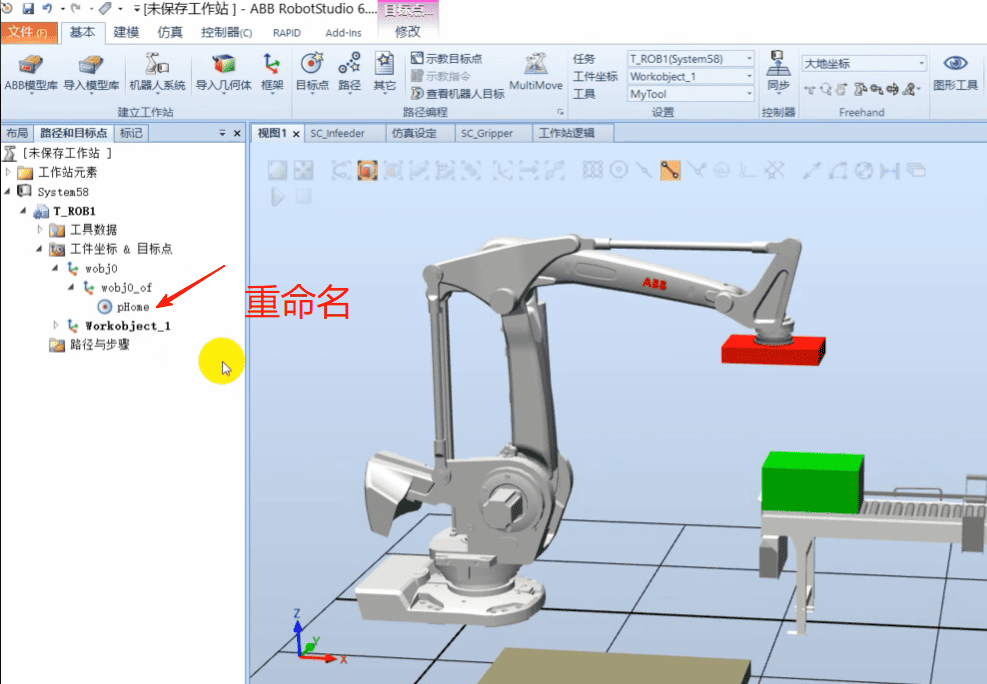 [未保存工作站 ] - ABB RobotStudio 6....
目标点...
文件(F) 基本 建模 仿真 控制器(C) RAPID Add-Ins 修改
ABB模型库 导入模型库 机器人系统 导入几何体 框架
建立工作站
目标点 路径 其它
示教目标点
示教指令
查看机器人目标
MultiMove
路径编程
任务 T_ROB1(System58)
工件坐标 Workobject_1
工具 MyTool
设置
同步
控制器
大地坐标
Freehand
图形工具
布局 路径和目标点 标记
视图1 SC_Infeeder 仿真设定 SC_Gripper 工作站逻辑
[未保存工作站 ]
工作站元素
System58
T_ROB1
工具数据
工件坐标 & 目标点
wobj0
wobj0_of
pHome
Workobject_1
路径与步骤
重命名
ABB
Z
Y
X